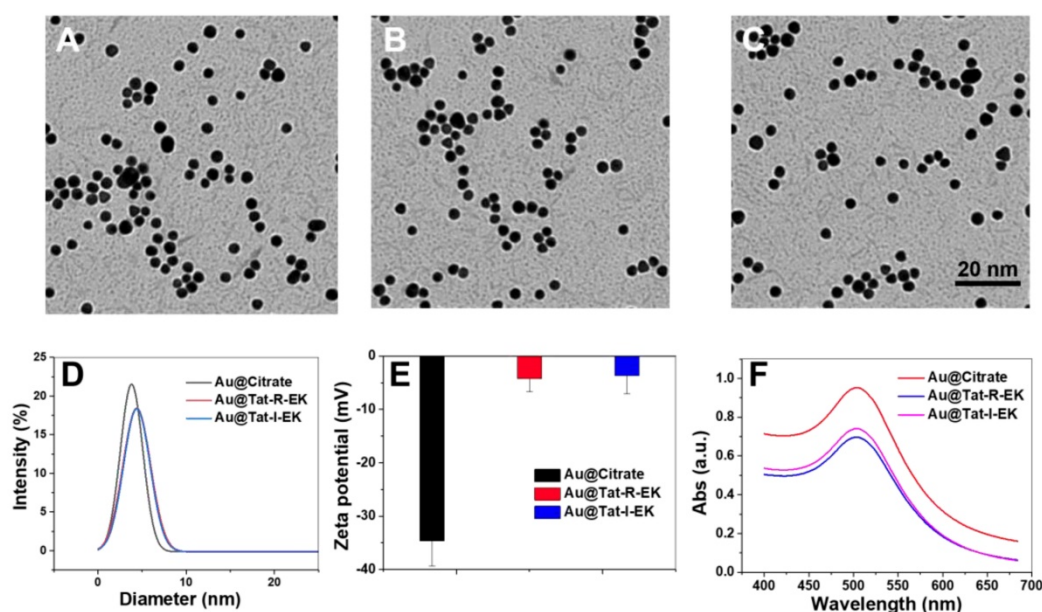 A
B
C
20 nm
D
25
20
15
10
5
0
Intensity (%)
Au@Citrate
Au@Tat-R-EK
Au@Tat-I-EK
0
10
20
Diameter (nm)
E
0
-10
-20
-30
-40
Zeta potential (mV)
Au@Citrate
Au@Tat-R-EK
Au@Tat-I-EK
F
1.0
0.8
0.6
0.4
0.2
0.0
Abs (a.u.)
Au@Citrate
Au@Tat-R-EK
Au@Tat-I-EK
400
450
500
550
600
650
700
Wavelength (nm)